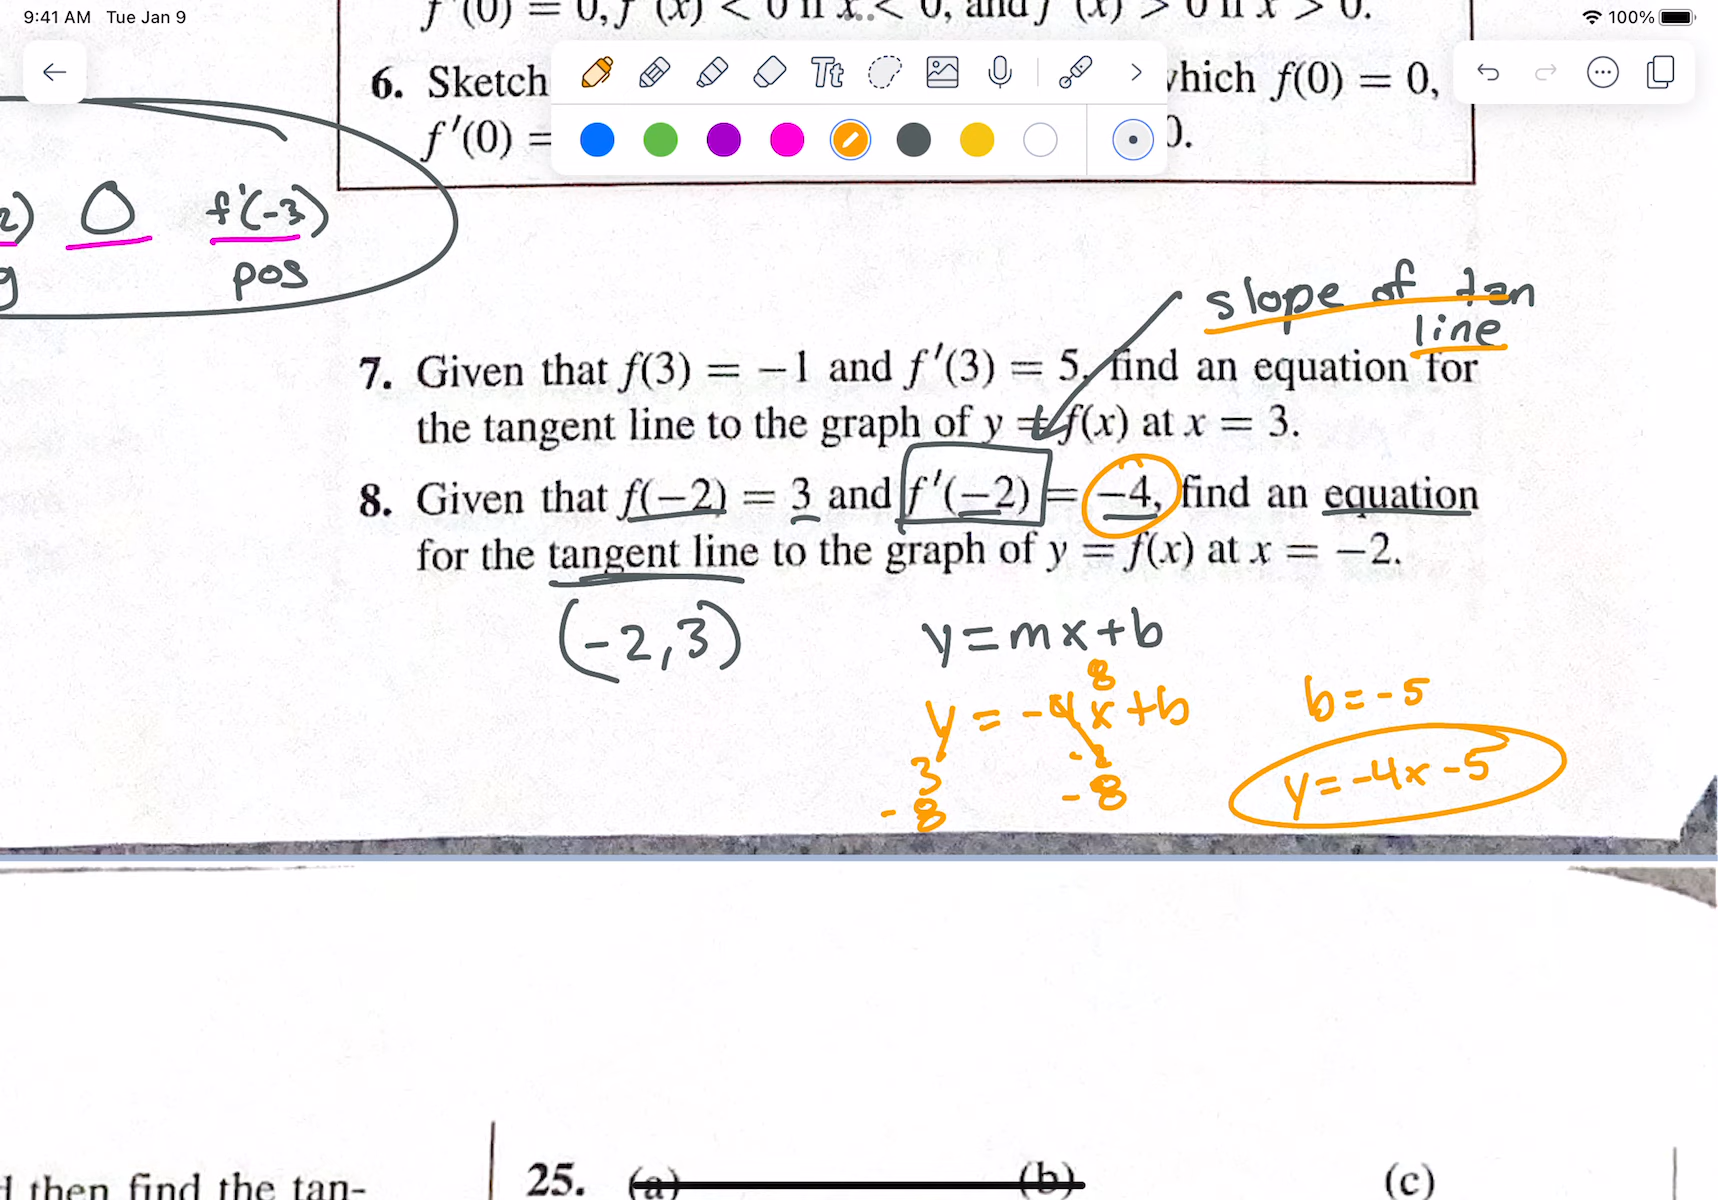 9:41 AM Tue Jan 9
100%
f′(0) = 0, f′(x) < 0 if x < 0, and f′(x) > 0 if x > 0.
6. Sketch
which f(0) = 0,
f′(0) =
0.
Tt
2) 0 f'(-3)
g pos
slope of tan
line
7. Given that f(3) = −1 and f′(3) = 5, find an equation for
the tangent line to the graph of y = f(x) at x = 3.
8. Given that f(−2) = 3 and f′(−2) = −4, find an equation
for the tangent line to the graph of y = f(x) at x = −2.
(-2,3)
y=mx+b
8
y = -4x+b
b=-5
3 -2
-8 -8
y=-4x-5
then find the tan-
25. (a) (b) (c)